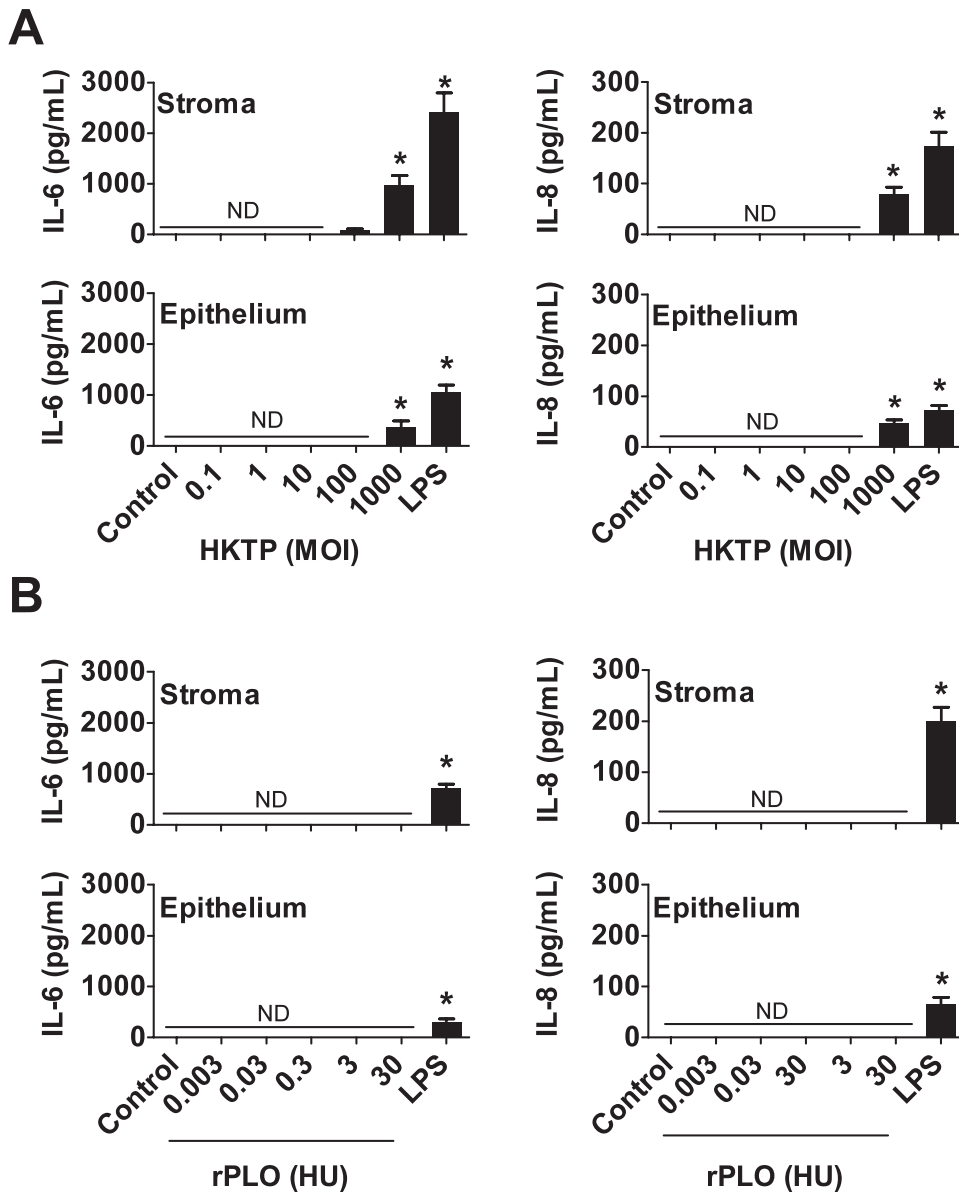 A
IL-6 (pg/mL)
3000
2000
1000
0
Stroma
ND
*
*
IL-8 (pg/mL)
300
200
100
0
Stroma
ND
*
*
IL-6 (pg/mL)
3000
2000
1000
0
Epithelium
ND
*
*
Control
0.1
1
10
100
1000
LPS
HKTP (MOI)
IL-8 (pg/mL)
300
200
100
0
Epithelium
ND
*
*
Control
0.1
1
10
100
1000
LPS
HKTP (MOI)
B
IL-6 (pg/mL)
3000
2000
1000
0
Stroma
ND
*
IL-8 (pg/mL)
300
200
100
0
Stroma
ND
*
IL-6 (pg/mL)
3000
2000
1000
0
Epithelium
ND
*
Control
0.003
0.03
0.3
3
30
LPS
rPLO (HU)
IL-8 (pg/mL)
300
200
100
0
Epithelium
ND
*
Control
0.003
0.03
30
3
30
LPS
rPLO (HU)